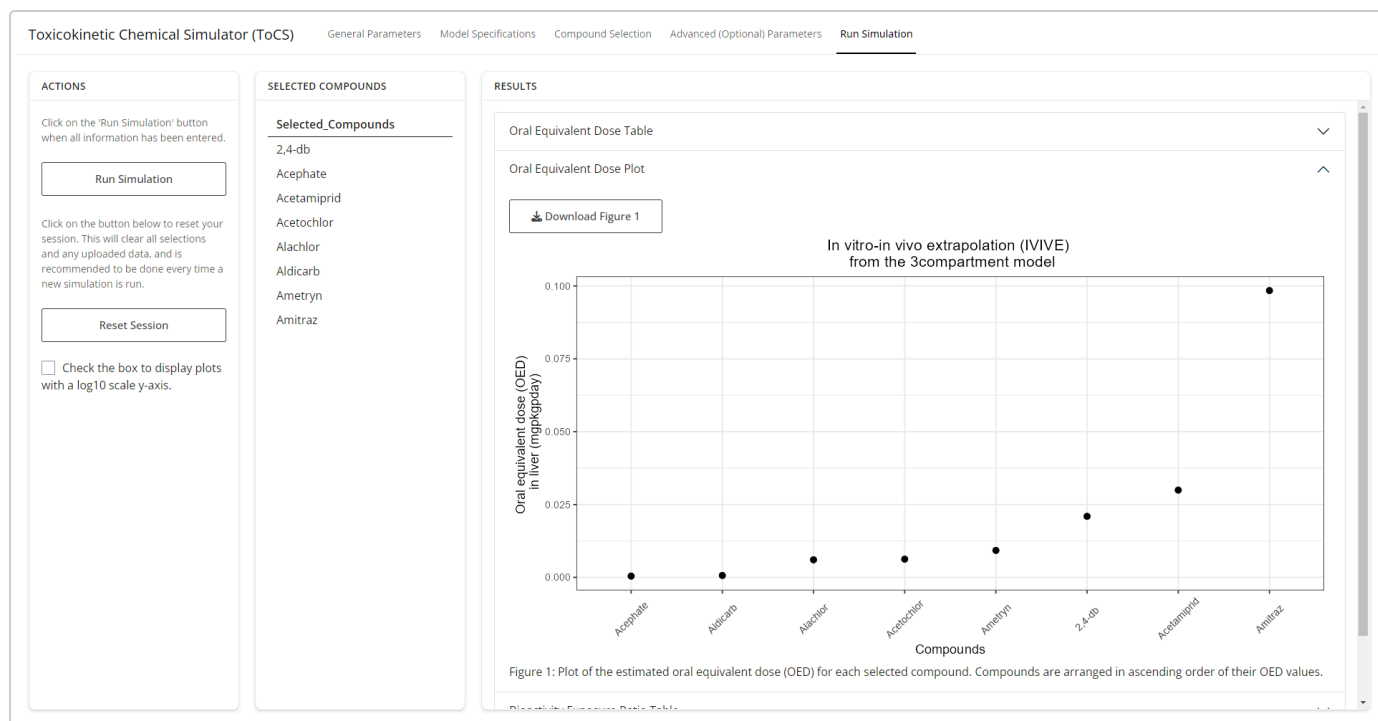 Toxicokinetic Chemical Simulator (ToCS)
General Parameters
Model Specifications
Compound Selection
Advanced (Optional) Parameters
Run Simulation
ACTIONS
Click on the 'Run Simulation' button
when all information has been entered.
Run Simulation
Click on the button below to reset your
session. This will clear all selections
and any uploaded data, and is
recommended to be done every time a
new simulation is run.
Reset Session
Check the box to display plots
with a log10 scale y-axis.
SELECTED COMPOUNDS
Selected_Compounds
2,4-db
Acephate
Acetamiprid
Acetochlor
Alachlor
Aldicarb
Ametryn
Amitraz
RESULTS
Oral Equivalent Dose Table
Oral Equivalent Dose Plot
Download Figure 1
In vitro-in vivo extrapolation (IVIVE)
from the 3compartment model
Oral equivalent dose (OED)
in liver (mgpkgpday)
0.100
0.075
0.050
0.025
0.000
Acephate
Aldicarb
Alachlor
Acetochlor
Ametryn
2,4-db
Acetamiprid
Amitraz
Compounds
Figure 1: Plot of the estimated oral equivalent dose (OED) for each selected compound. Compounds are arranged in ascending order of their OED values.
Bioactivity Exposure Ratio Table